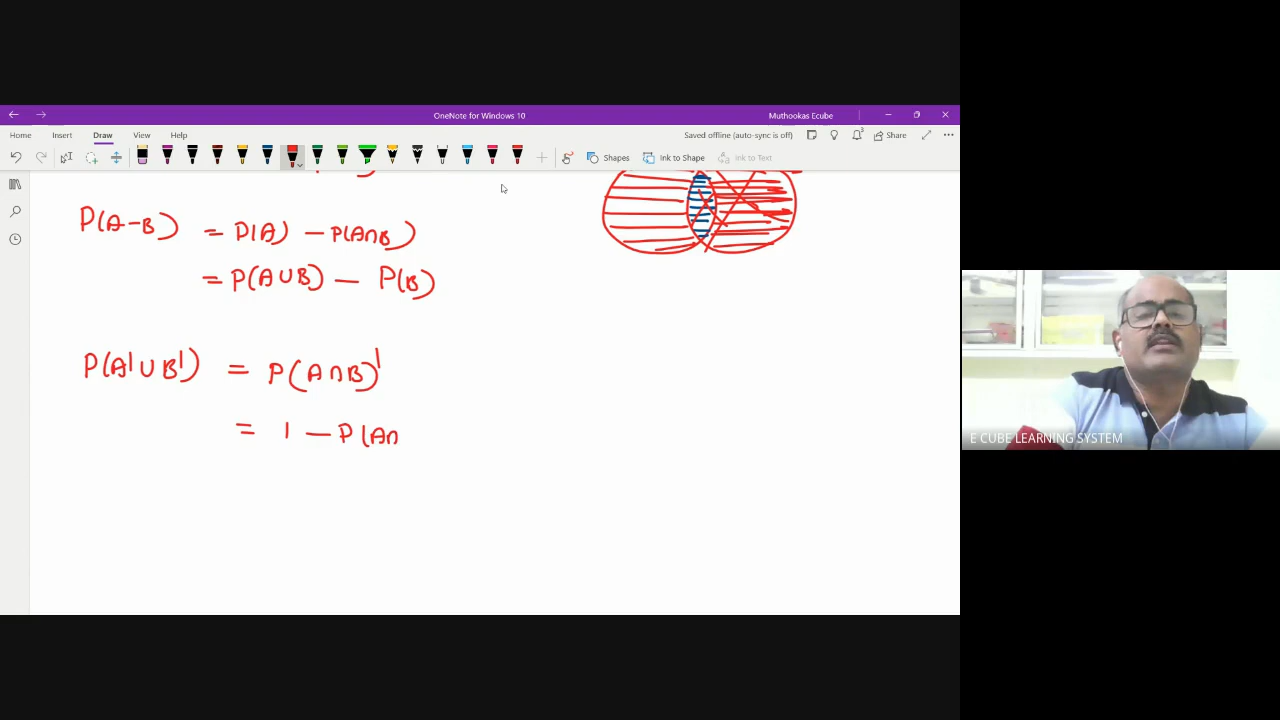 OneNote for Windows 10
Muthookas Ecube
Home Insert Draw View Help
Saved offline (auto-sync is off)
3
Share
Shapes
Ink to Shape
Ink to Text
P(A-B) = P(A) - P(A∩B)
= P(A∪B) - P(B)
P(A'∪B') = P(A∩B)'
= 1 - P(A∩
E CUBE LEARNING SYSTEM